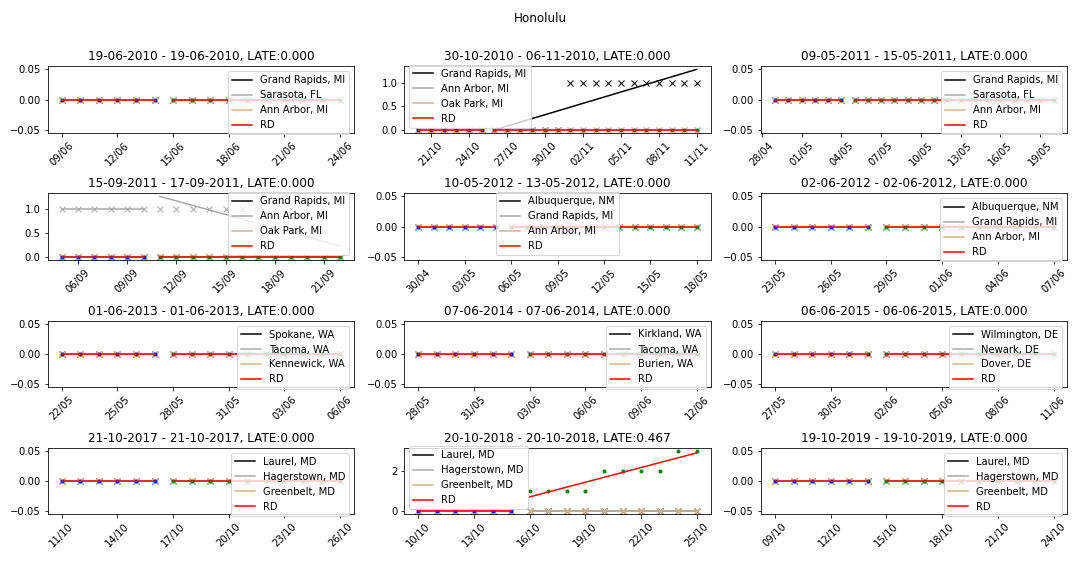 Honolulu
19-06-2010 - 19-06-2010, LATE:0.000
0.05
0.00
−0.05
Grand Rapids, MI
Sarasota, FL
Ann Arbor, MI
RD
09/06
12/06
15/06
18/06
21/06
24/06
30-10-2010 - 06-11-2010, LATE:0.000
1.0
0.5
0.0
Grand Rapids, MI
Ann Arbor, MI
Oak Park, MI
RD
21/10
24/10
27/10
30/10
02/11
05/11
08/11
11/11
09-05-2011 - 15-05-2011, LATE:0.000
0.05
0.00
−0.05
Grand Rapids, MI
Sarasota, FL
Ann Arbor, MI
RD
28/04
01/05
04/05
07/05
10/05
13/05
16/05
19/05
15-09-2011 - 17-09-2011, LATE:0.000
1.0
0.5
0.0
Grand Rapids, MI
Ann Arbor, MI
Oak Park, MI
RD
06/09
09/09
12/09
15/09
18/09
21/09
10-05-2012 - 13-05-2012, LATE:0.000
0.05
0.00
−0.05
Albuquerque, NM
Grand Rapids, MI
Ann Arbor, MI
RD
30/04
03/05
06/05
09/05
12/05
15/05
18/05
02-06-2012 - 02-06-2012, LATE:0.000
0.05
0.00
−0.05
Albuquerque, NM
Grand Rapids, MI
Ann Arbor, MI
RD
23/05
26/05
29/05
01/06
04/06
07/06
01-06-2013 - 01-06-2013, LATE:0.000
0.05
0.00
−0.05
Spokane, WA
Tacoma, WA
Kennewick, WA
RD
22/05
25/05
28/05
31/05
03/06
06/06
07-06-2014 - 07-06-2014, LATE:0.000
0.05
0.00
−0.05
Kirkland, WA
Tacoma, WA
Burien, WA
RD
28/05
31/05
03/06
06/06
09/06
12/06
06-06-2015 - 06-06-2015, LATE:0.000
0.05
0.00
−0.05
Wilmington, DE
Newark, DE
Dover, DE
RD
27/05
30/05
02/06
05/06
08/06
11/06
21-10-2017 - 21-10-2017, LATE:0.000
0.05
0.00
−0.05
Laurel, MD
Hagerstown, MD
Greenbelt, MD
RD
11/10
14/10
17/10
20/10
23/10
26/10
20-10-2018 - 20-10-2018, LATE:0.467
2
0
Laurel, MD
Hagerstown, MD
Greenbelt, MD
RD
10/10
13/10
16/10
19/10
22/10
25/10
19-10-2019 - 19-10-2019, LATE:0.000
0.05
0.00
−0.05
Laurel, MD
Hagerstown, MD
Greenbelt, MD
RD
09/10
12/10
15/10
18/10
21/10
24/10